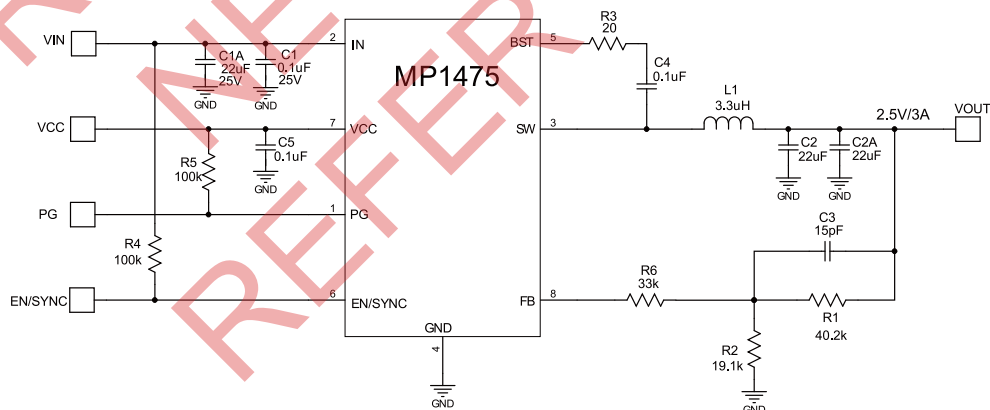 VIN
C1A
22uF
25V
GND
C1
0.1uF
25V
GND
2
IN
MP1475
BST
5
R3
20
C4
0.1uF
L1
3.3uH
2.5V/3A
VOUT
VCC
7
VCC
C5
0.1uF
GND
R5
100k
SW
3
C2
22uF
GND
C2A
22uF
GND
PG
1
PG
R4
100k
C3
15pF
EN/SYNC
6
EN/SYNC
FB
8
R6
33k
R1
40.2k
R2
19.1k
GND
GND
4
GND
REFER
NE
R